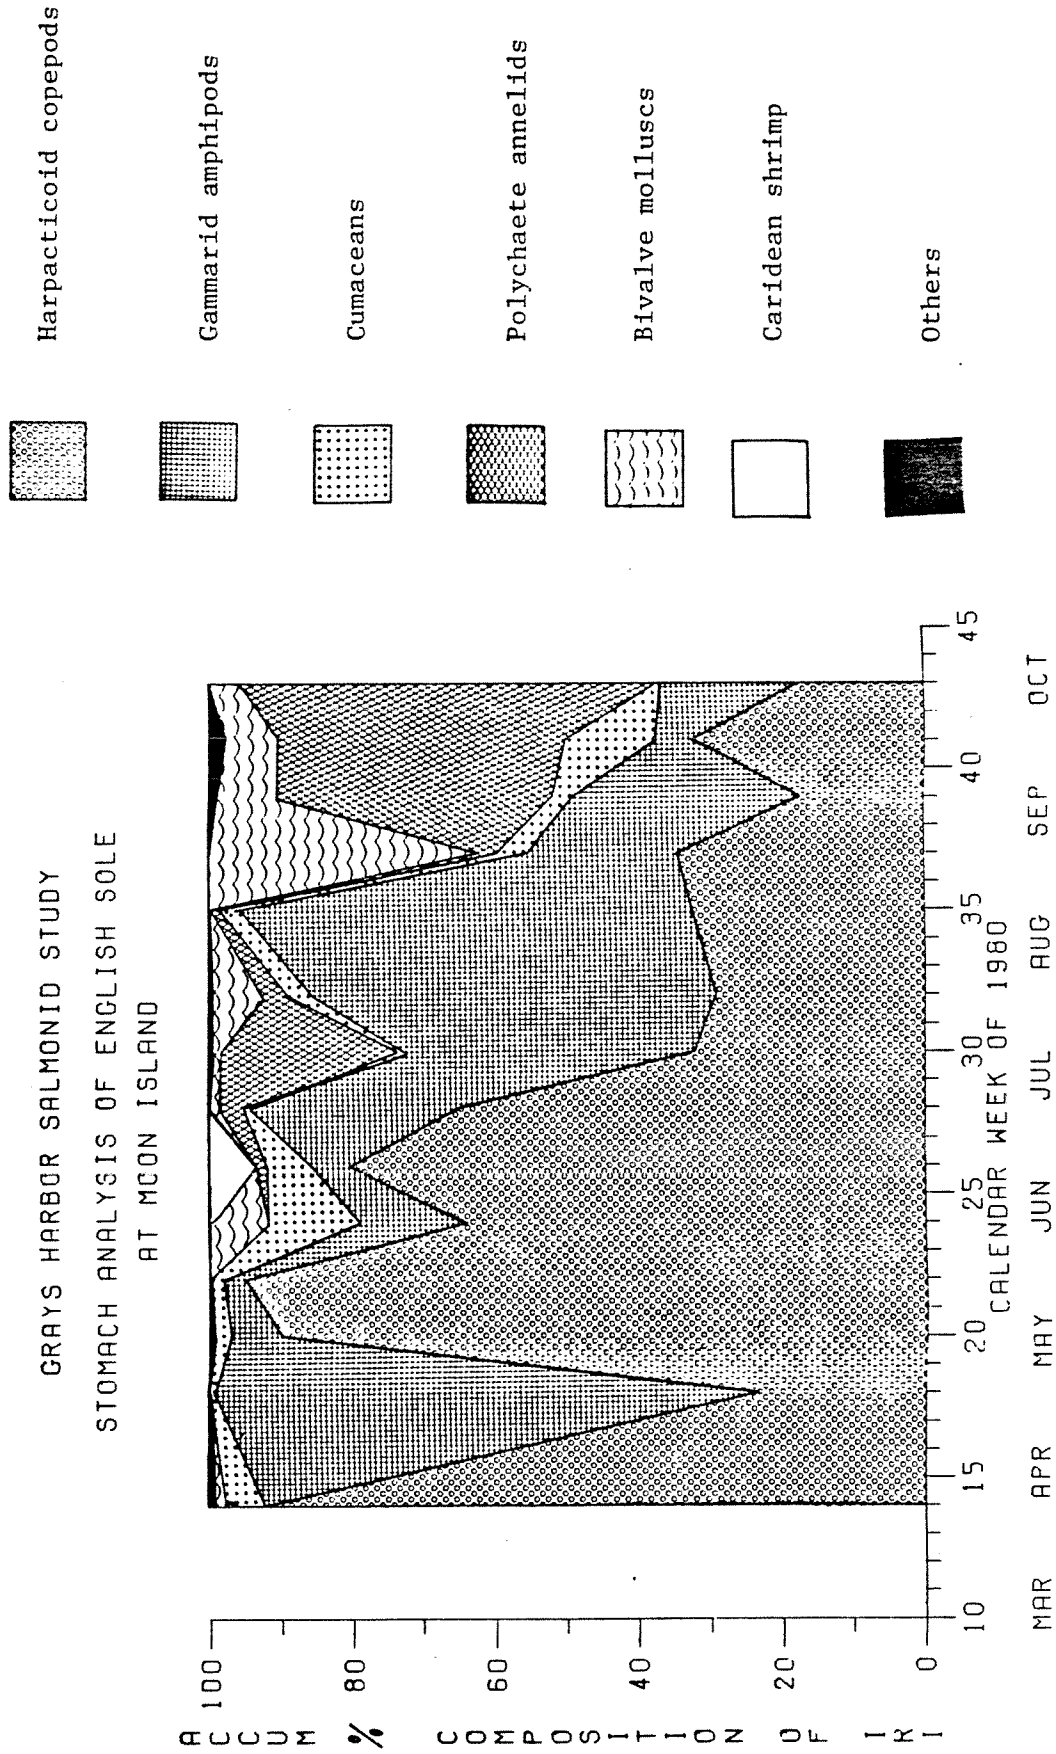 GRAYS HARBOR SALMONID STUDY
STOMACH ANALYSIS OF ENGLISH SOLE
AT MOON ISLAND
ACCUM % COMPOSITION OF IRI
100
80
60
40
20
0
10 15 20 25 30 35 40 45
CALENDAR WEEK OF 1980
MAR APR MAY JUN JUL AUG SEP OCT
Harpacticoid copepods
Gammarid amphipods
Cumaceans
Polychaete annelids
Bivalve molluscs
Caridean shrimp
Others